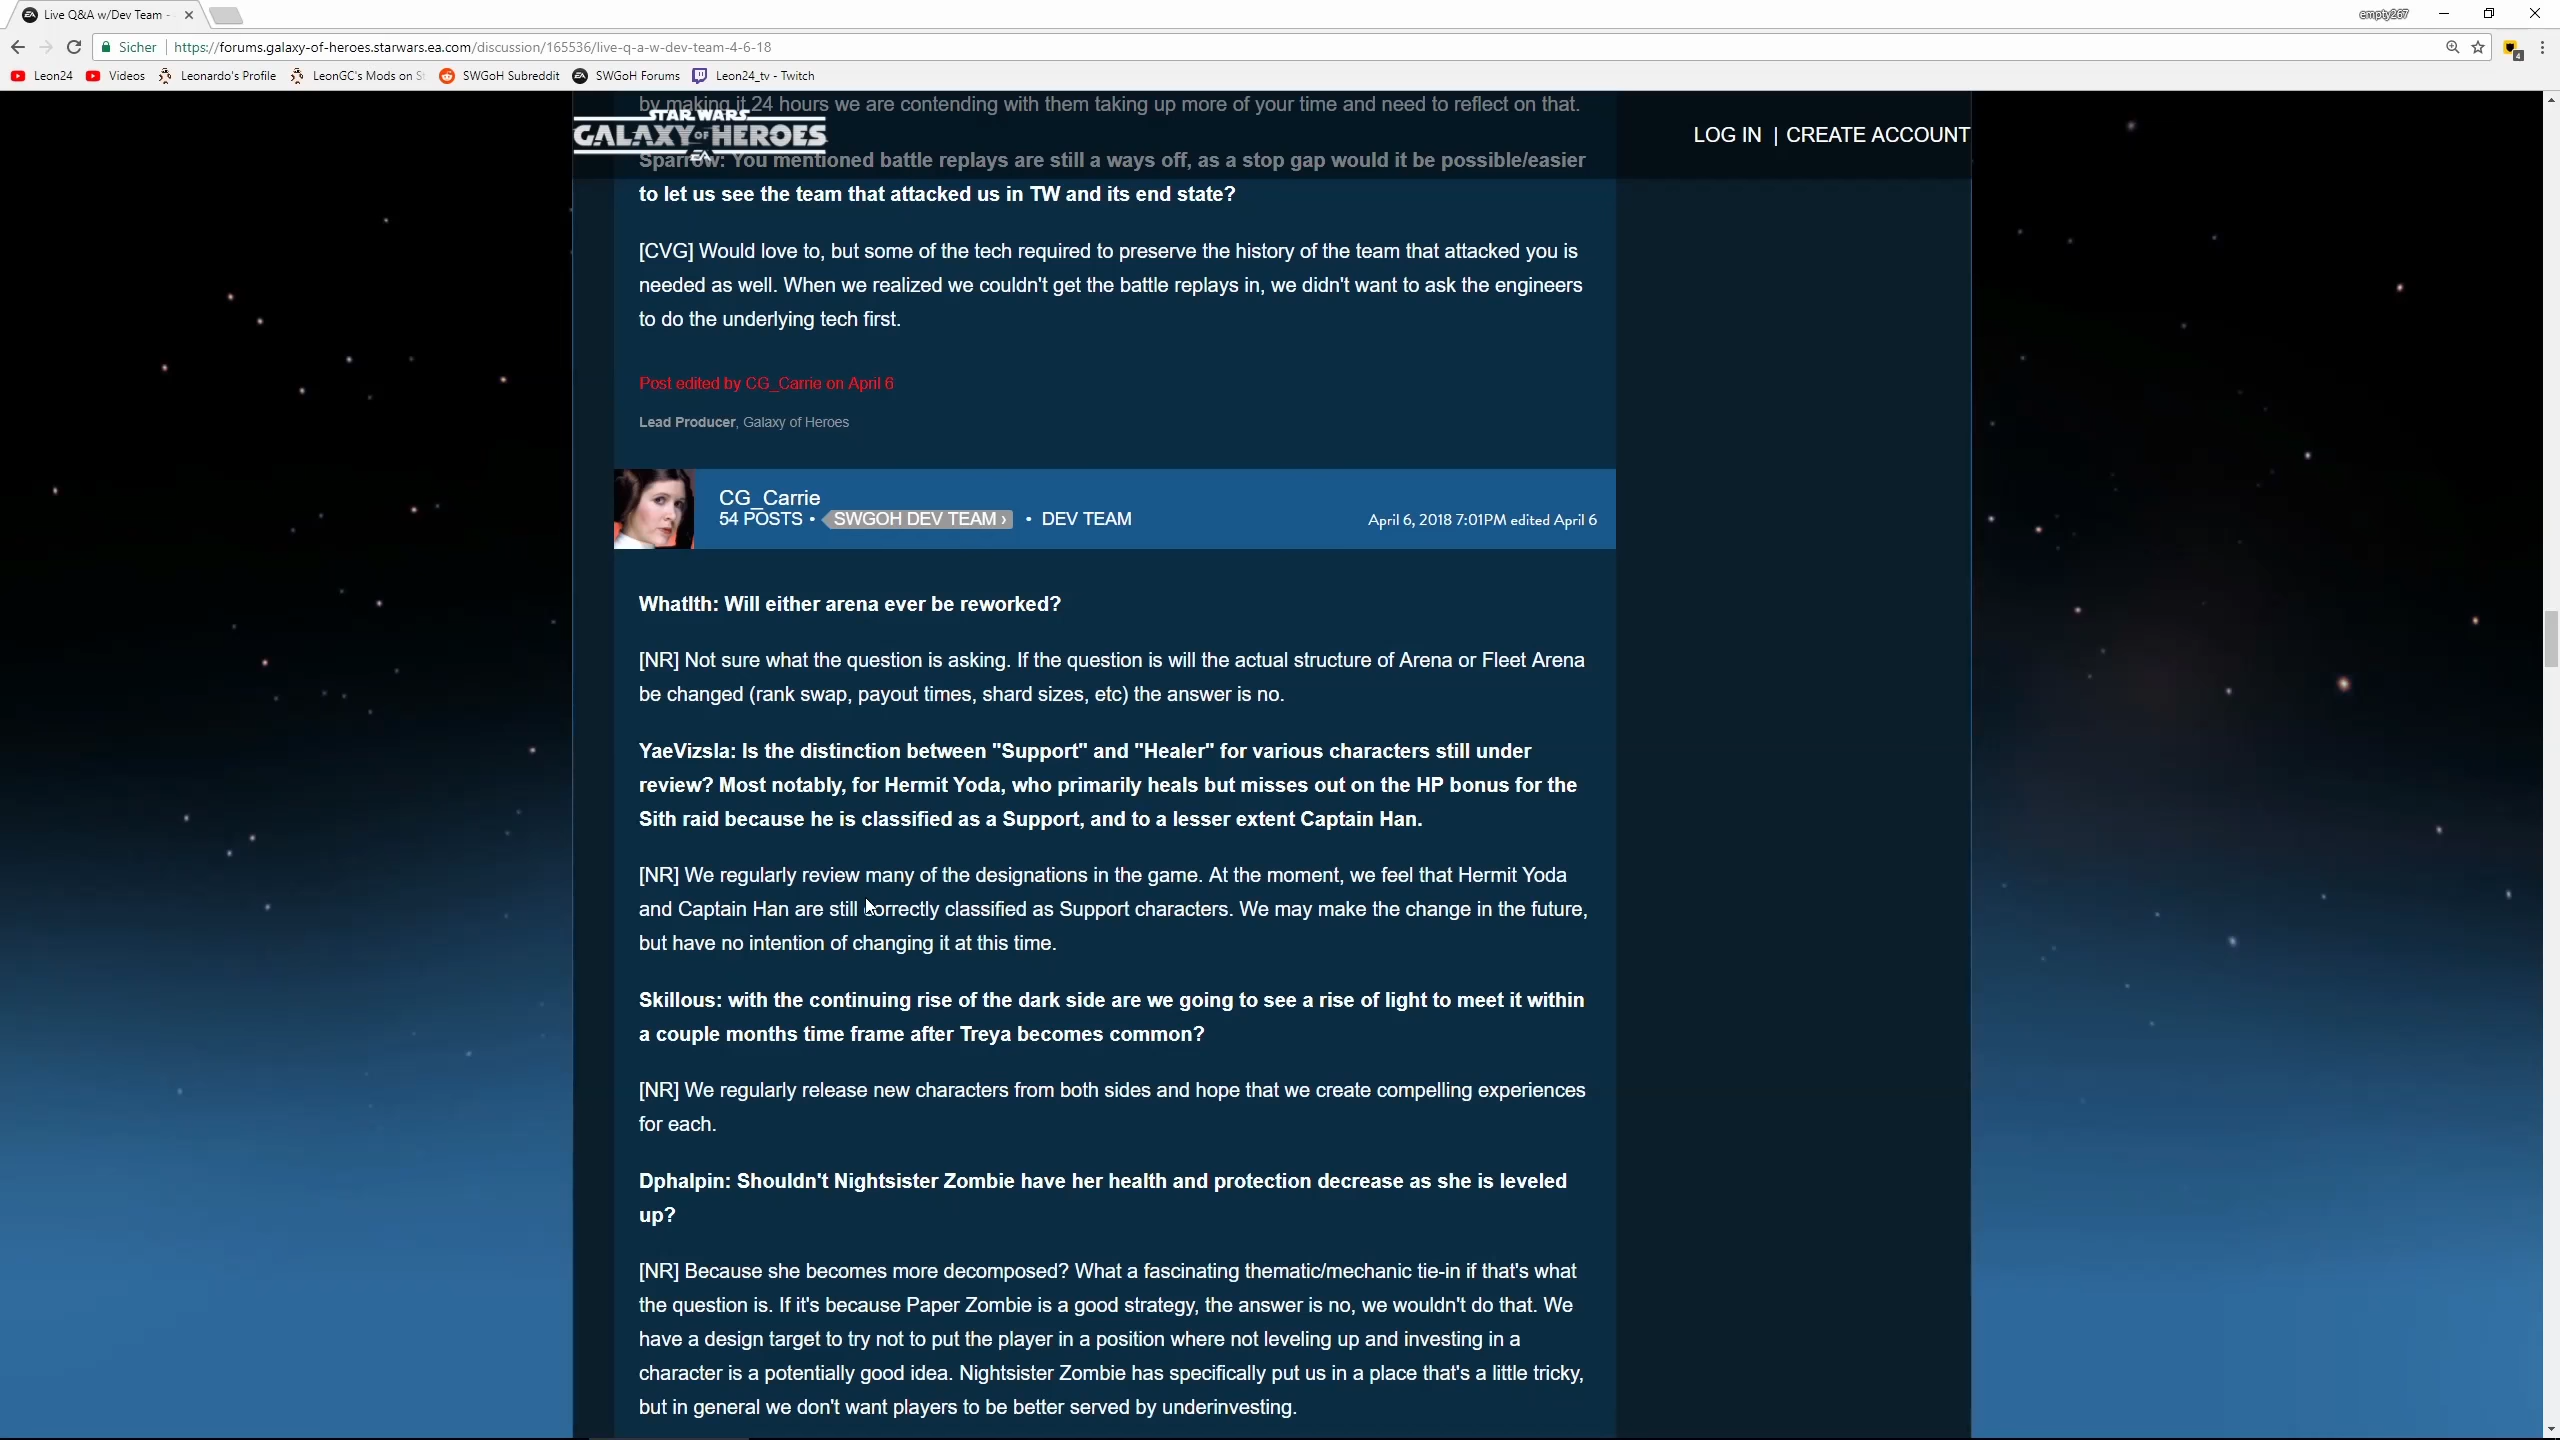 Live Q&A w/Dev Team -
empty267
Sicher
https://forums.galaxy-of-heroes.starwars.ea.com/discussion/165536/live-q-a-w-dev-team-4-6-18
4
Leon24
Videos
Leonardo's Profile
LeonGC's Mods on S
SWGoH Subreddit
SWGoH Forums
Leon24_tv - Twitch
by making it 24 hours we are contending with them taking up more of your time and need to reflect on that.
STAR WARS
GALAXY OF HEROES
EA
LOG IN | CREATE ACCOUNT
Sparrow: You mentioned battle replays are still a ways off, as a stop gap would it be possible/easier
to let us see the team that attacked us in TW and its end state?
[CVG] Would love to, but some of the tech required to preserve the history of the team that attacked you is
needed as well. When we realized we couldn't get the battle replays in, we didn't want to ask the engineers
to do the underlying tech first.
Post edited by CG_Carrie on April 6
Lead Producer, Galaxy of Heroes
CG_Carrie
54 POSTS • SWGOH DEV TEAM › • DEV TEAM
April 6, 2018 7:01PM edited April 6
WhatIth: Will either arena ever be reworked?
[NR] Not sure what the question is asking. If the question is will the actual structure of Arena or Fleet Arena
be changed (rank swap, payout times, shard sizes, etc) the answer is no.
YaeVizsla: Is the distinction between "Support" and "Healer" for various characters still under
review? Most notably, for Hermit Yoda, who primarily heals but misses out on the HP bonus for the
Sith raid because he is classified as a Support, and to a lesser extent Captain Han.
[NR] We regularly review many of the designations in the game. At the moment, we feel that Hermit Yoda
and Captain Han are still correctly classified as Support characters. We may make the change in the future,
but have no intention of changing it at this time.
Skillous: with the continuing rise of the dark side are we going to see a rise of light to meet it within
a couple months time frame after Treya becomes common?
[NR] We regularly release new characters from both sides and hope that we create compelling experiences
for each.
Dphalpin: Shouldn't Nightsister Zombie have her health and protection decrease as she is leveled
up?
[NR] Because she becomes more decomposed? What a fascinating thematic/mechanic tie-in if that's what
the question is. If it's because Paper Zombie is a good strategy, the answer is no, we wouldn't do that. We
have a design target to try not to put the player in a position where not leveling up and investing in a
character is a potentially good idea. Nightsister Zombie has specifically put us in a place that's a little tricky,
but in general we don't want players to be better served by underinvesting.